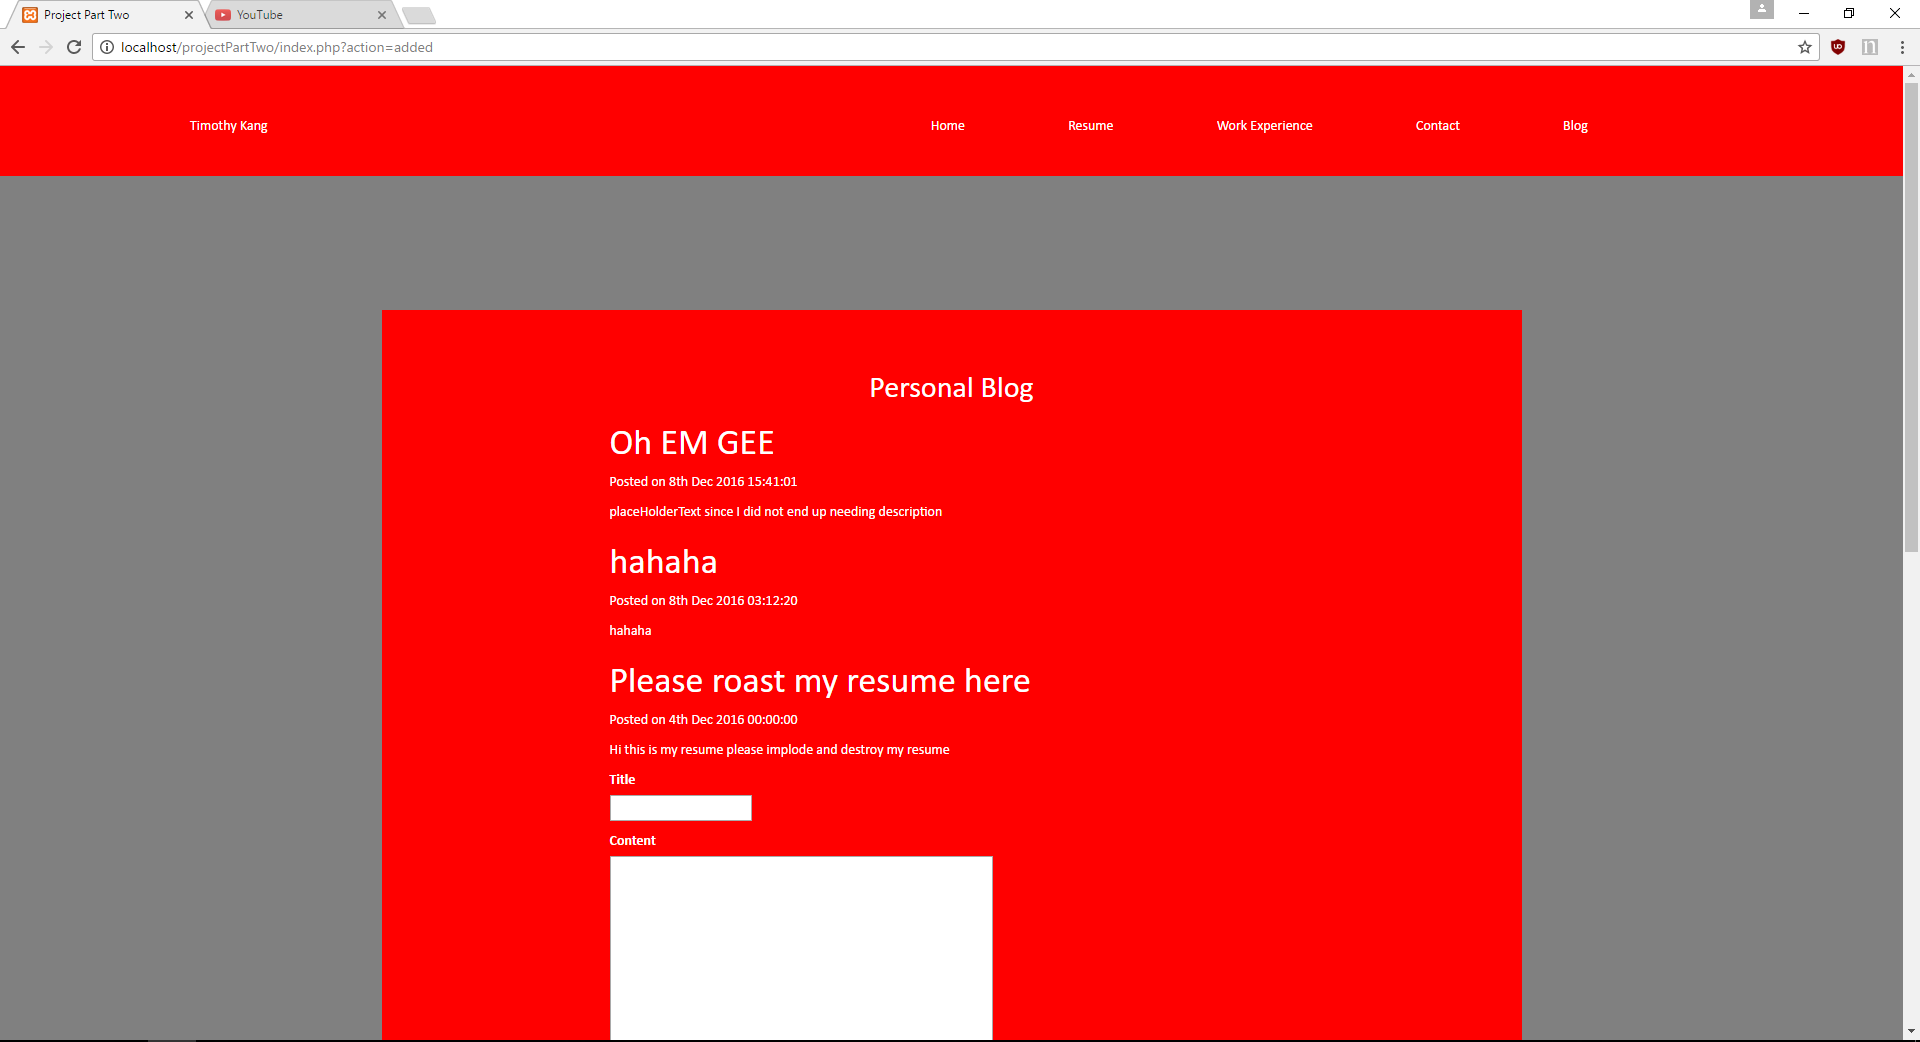 Project Part Two
YouTube
localhost/projectPartTwo/index.php?action=added
Timothy Kang
Home
Resume
Work Experience
Contact
Blog
Personal Blog
Oh EM GEE
Posted on 8th Dec 2016 15:41:01
placeHolderText since I did not end up needing description
hahaha
Posted on 8th Dec 2016 03:12:20
hahaha
Please roast my resume here
Posted on 4th Dec 2016 00:00:00
Hi this is my resume please implode and destroy my resume
Title
Content